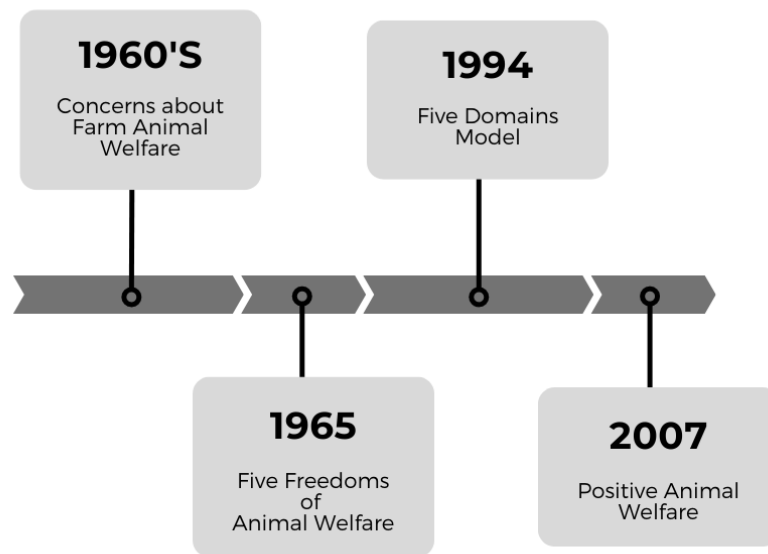 1960'S
Concerns about
Farm Animal
Welfare
1965
Five Freedoms
of
Animal Welfare
1994
Five Domains
Model
2007
Positive Animal
Welfare